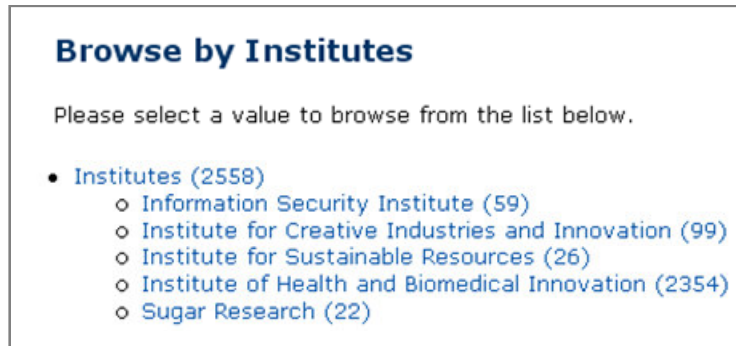 Browse by Institutes
Please select a value to browse from the list below.
• Institutes (2558)
o Information Security Institute (59)
o Institute for Creative Industries and Innovation (99)
o Institute for Sustainable Resources (26)
o Institute of Health and Biomedical Innovation (2354)
o Sugar Research (22)